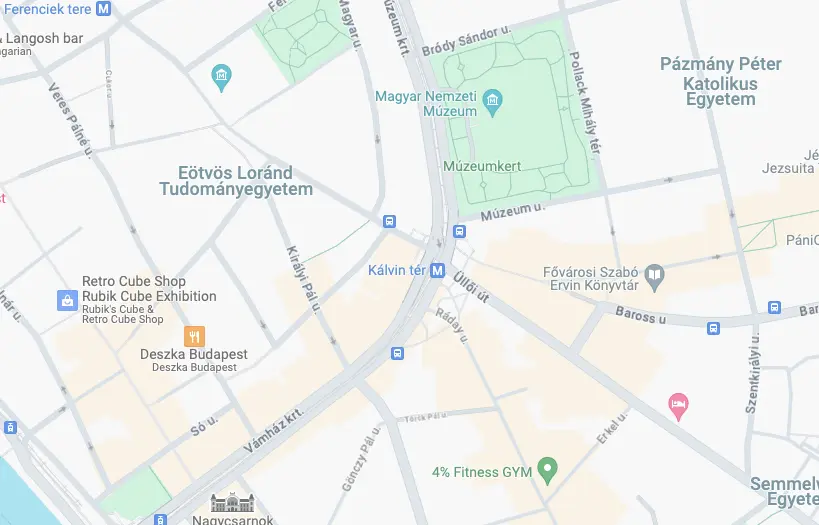 Ferenciek tere M
& Langosh bar
ngarian
Cukor u.
Magyar u.
Múzeum krt.
Bródy Sándor u.
Pollack Mihály tér
Pázmány Péter
Katolikus
Egyetem
Magyar Nemzeti
Múzeum
Múzeumkert
Veres Pálné u.
Eötvös Loránd
Tudományegyetem
Múzeum u.
Jezsuita
Királyi Pál u.
Kálvin tér M
Üllői út
Fővárosi Szabó
Ervin Könyvtár
Retro Cube Shop
Rubik Cube Exhibition
Rubik's Cube &
Retro Cube Shop
Baross u
Ráday u.
Deszka Budapest
Deszka Budapest
Szentkirályi u.
Só u.
Vámház krt.
Török Pál u.
Gönczy Pál u.
Erkel u.
4% Fitness GYM
Semmelw
Egyete
Nagycsarnok